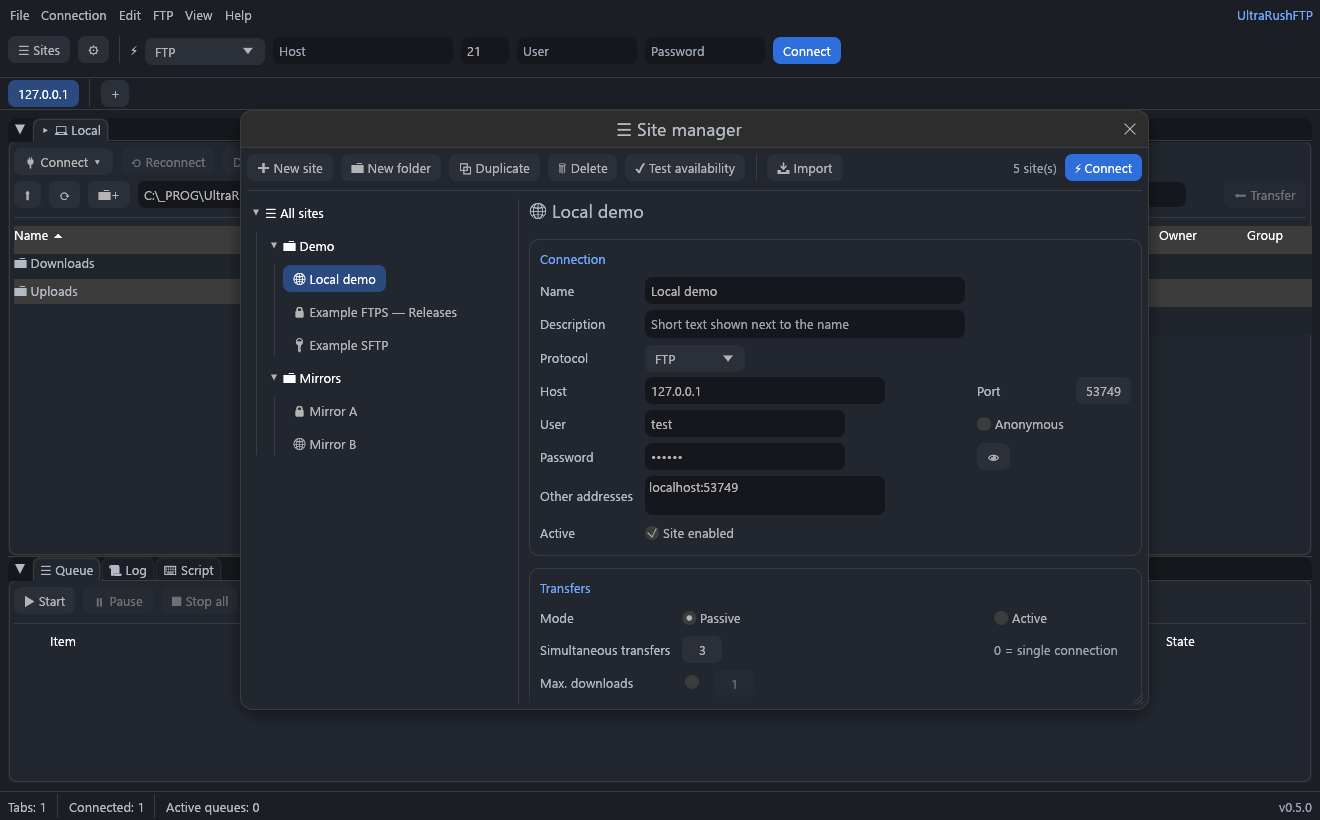 File Connection Edit FTP View Help UltraRushFTP
Sites FTP Host 21 User Password Connect
127.0.0.1 +
Local
Site manager
Connect Reconnect D
New site New folder Duplicate Delete Test availability Import 5 site(s) Connect
C:\_PROG\UltraR Transfer
All sites
Local demo
Name Owner Group
Demo
Connection
Downloads
Local demo
Name Local demo
Uploads
Example FTPS — Releases
Description Short text shown next to the name
Example SFTP
Protocol FTP
Mirrors
Host 127.0.0.1 Port 53749
Mirror A
User test Anonymous
Mirror B
Password ••••••
Other addresses localhost:53749
Active Site enabled
Queue Log Script
Transfers
Start Pause Stop all
Mode Passive Active
Item State
Simultaneous transfers 3 0 = single connection
Max. downloads 1
Tabs: 1 Connected: 1 Active queues: 0 v0.5.0